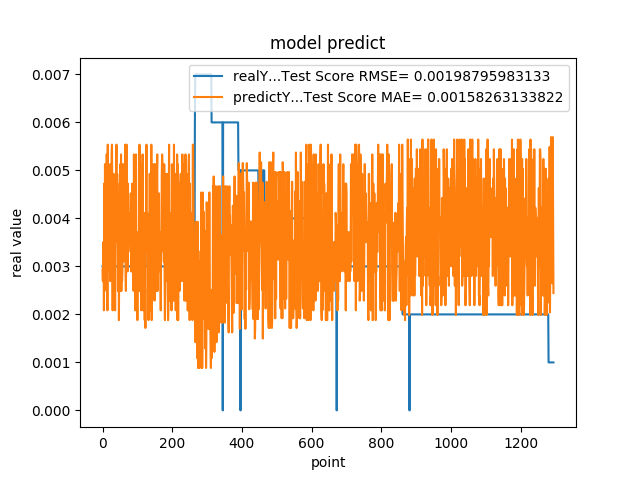 model predict
realY...Test Score RMSE= 0.00198795983133
predictY...Test Score MAE= 0.00158263133822
0.007
0.006
0.005
0.004
0.003
0.002
0.001
0.000
real value
0 200 400 600 800 1000 1200
point